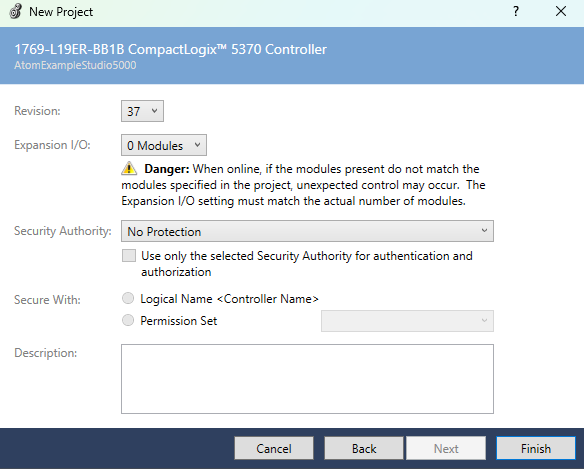 New Project
?
1769-L19ER-BB1B CompactLogix™ 5370 Controller
AtomExampleStudio5000
Revision:
37
Expansion I/O:
0 Modules
Danger: When online, if the modules present do not match the
modules specified in the project, unexpected control may occur. The
Expansion I/O setting must match the actual number of modules.
Security Authority:
No Protection
Use only the selected Security Authority for authentication and
authorization
Secure With:
Logical Name <Controller Name>
Permission Set
Description:
Cancel
Back
Next
Finish